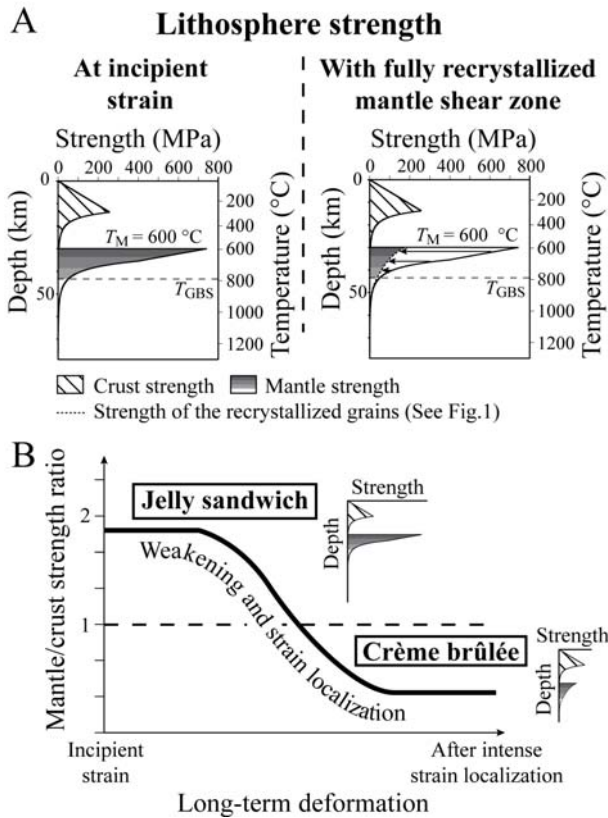 A
Lithosphere strength
At incipient
strain
With fully recrystallized
mantle shear zone
Strength (MPa)
0 200 400 600 800
Depth (km)
0
50
Temperature (°C)
200
400
600
800
1000
1200
TM = 600 °C
TGBS
Strength (MPa)
0 200 400 600 800
Depth (km)
0
50
Temperature (°C)
200
400
600
800
1000
1200
TM = 600 °C
TGBS
Crust strength
Mantle strength
Strength of the recrystallized grains (See Fig.1)
B
Mantle/crust strength ratio
2
1
Jelly sandwich
Weakening and strain localization
Crème brûlée
Strength
Depth
Strength
Depth
Incipient
strain
After intense
strain localization
Long-term deformation